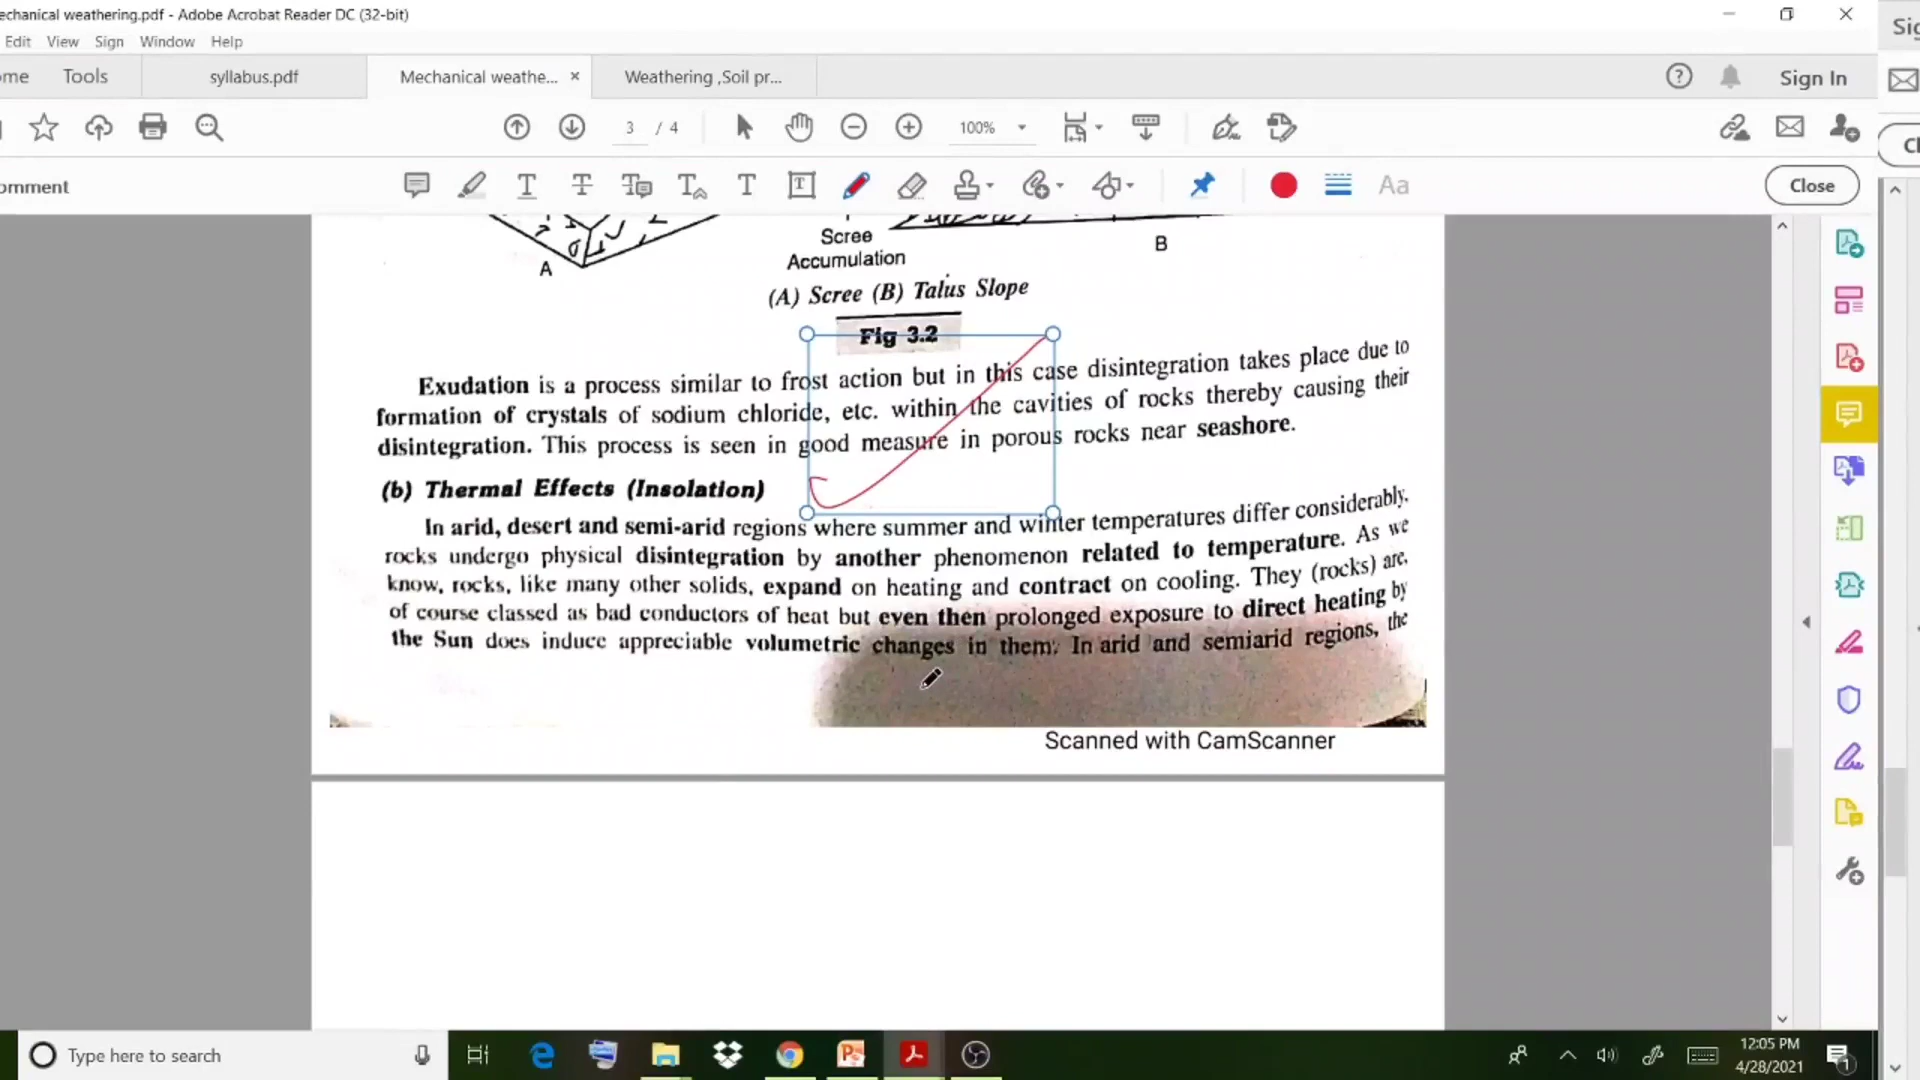 echanical weathering.pdf - Adobe Acrobat Reader DC (32-bit)
Edit View Sign Window Help
Sig
ome Tools syllabus.pdf Mechanical weathe... × Weathering ,Soil pr... Sign In
3 / 4 100%
Cl
omment Aa Close
Scree
Accumulation
A
B
(A) Scree (B) Talus Slope
Fig 3.2
Exudation is a process similar to frost action but in this case disintegration takes place due to
formation of crystals of sodium chloride, etc. within the cavities of rocks thereby causing their
disintegration. This process is seen in good measure in porous rocks near seashore.
(b) Thermal Effects (Insolation)
In arid, desert and semi-arid regions where summer and winter temperatures differ considerably.
rocks undergo physical disintegration by another phenomenon related to temperature. As we
know, rocks, like many other solids, expand on heating and contract on cooling. They (rocks) are.
of course classed as bad conductors of heat but even then prolonged exposure to direct heating by
the Sun does induce appreciable volumetric changes in them. In arid and semiarid regions, the
Scanned with CamScanner
Type here to search
12:05 PM
4/28/2021
1